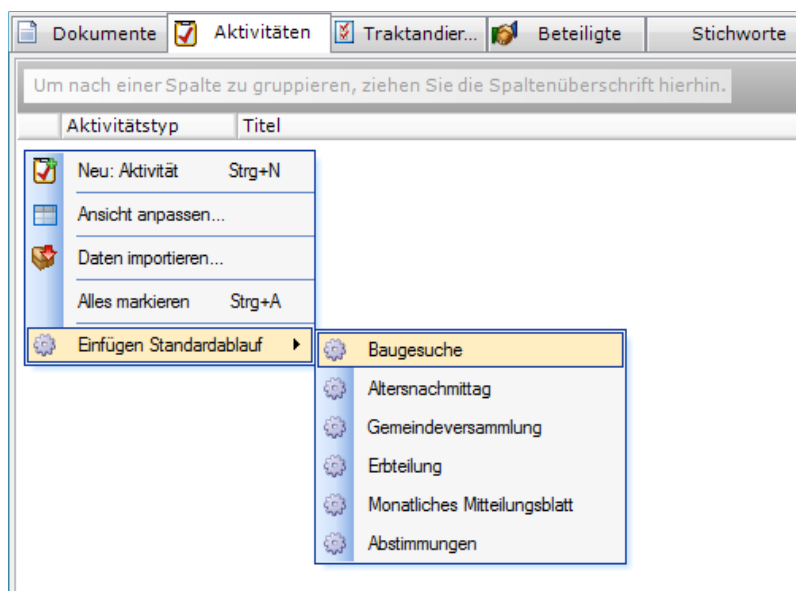 Dokumente Aktivitäten Traktandier... Beteiligte Stichworte
Um nach einer Spalte zu gruppieren, ziehen Sie die Spaltenüberschrift hierhin.
Aktivitätstyp Titel
Neu: Aktivität Strg+N
Ansicht anpassen...
Daten importieren...
Alles markieren Strg+A
Einfügen Standardablauf
Baugesuche
Altersnachmittag
Gemeindeversammlung
Erbteilung
Monatliches Mitteilungsblatt
Abstimmungen